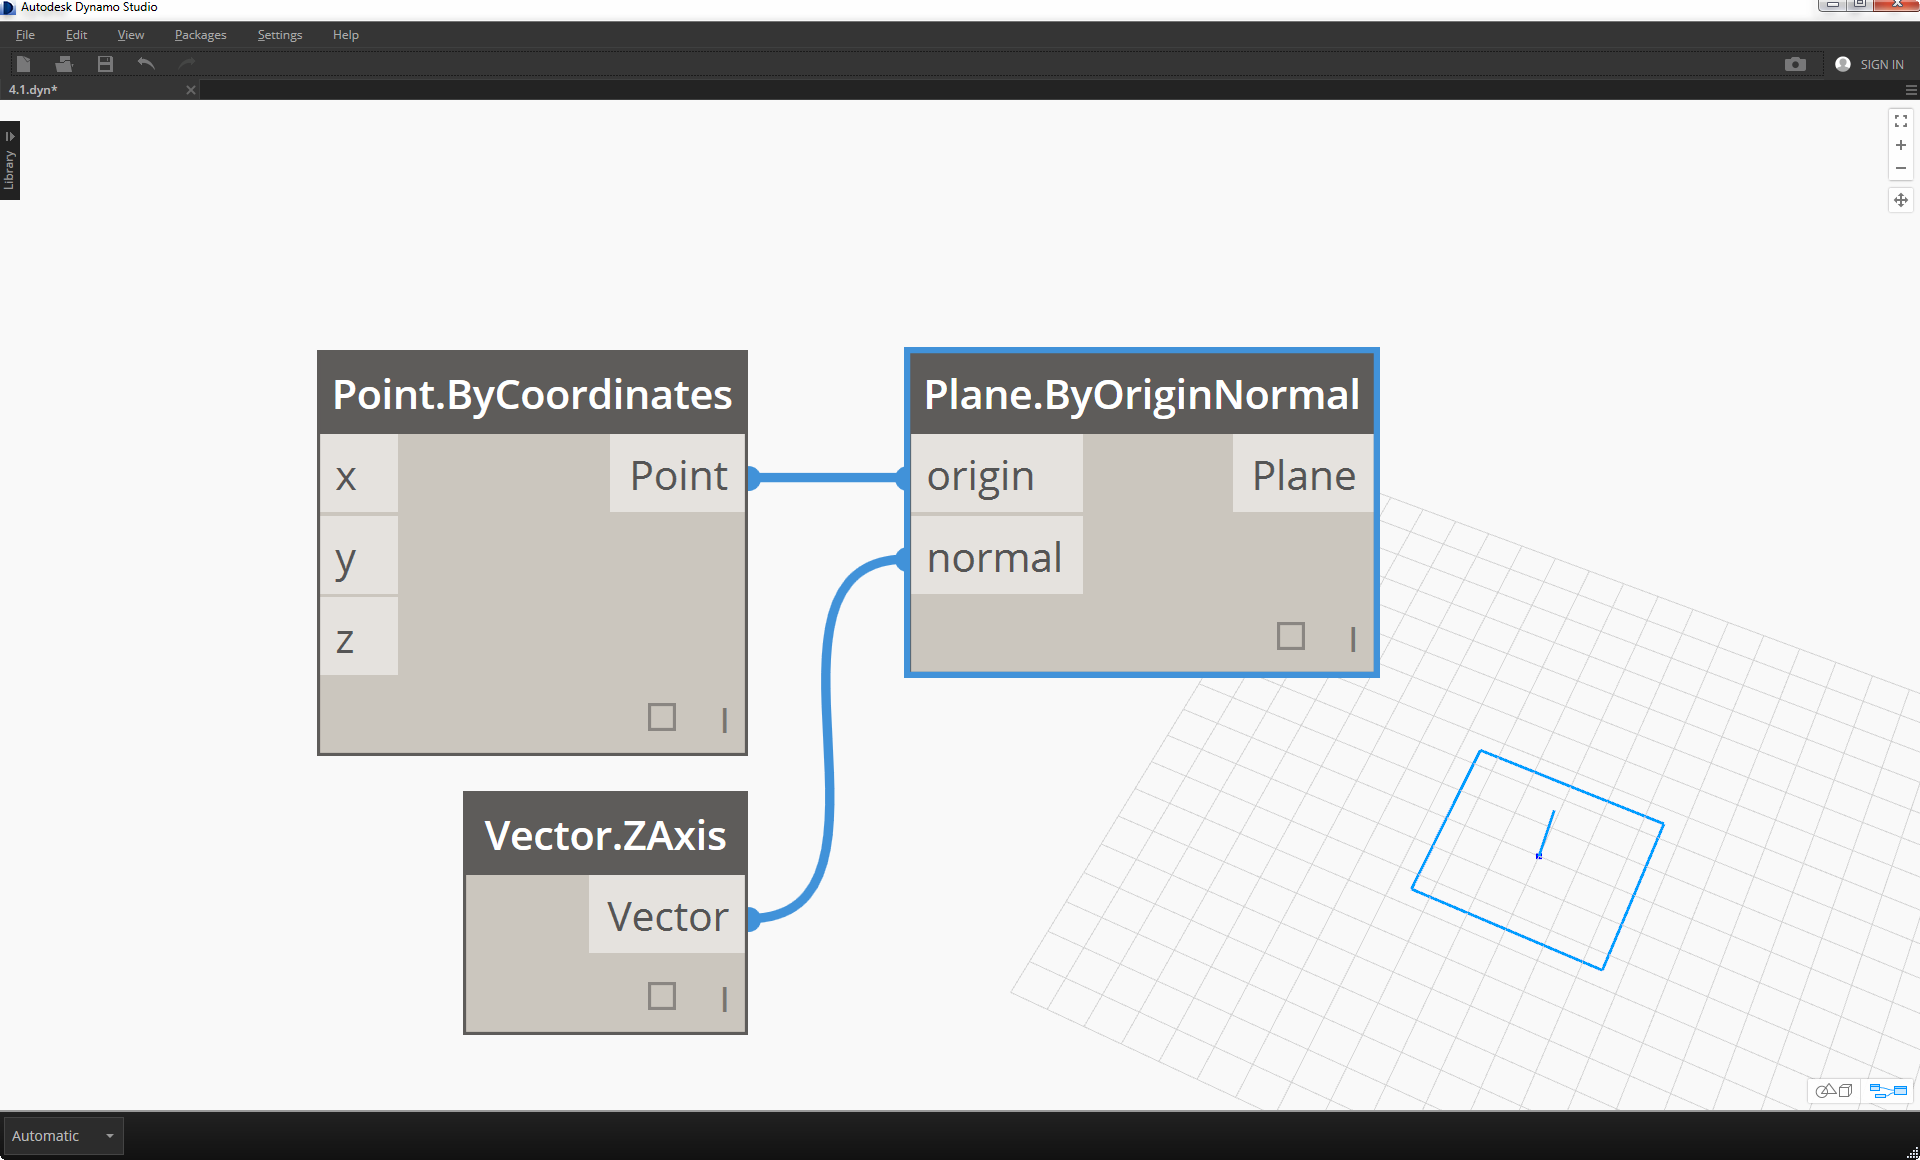 Autodesk Dynamo Studio
File Edit View Packages Settings Help
SIGN IN
4.1.dyn*
Library
Point.ByCoordinates
x
y
z
Point
l
Plane.ByOriginNormal
origin
normal
Plane
l
Vector.ZAxis
Vector
l
Automatic